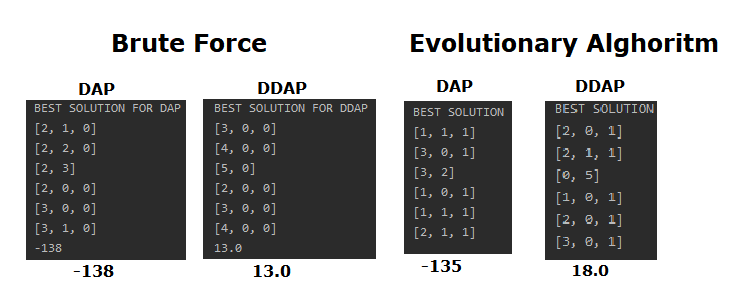 Brute Force
Evolutionary Alghoritm
DAP
BEST SOLUTION FOR DAP
[2, 1, 0]
[2, 2, 0]
[2, 3]
[2, 0, 0]
[3, 0, 0]
[3, 1, 0]
-138
-138
DDAP
BEST SOLUTION FOR DDAP
[3, 0, 0]
[4, 0, 0]
[5, 0]
[2, 0, 0]
[3, 0, 0]
[4, 0, 0]
13.0
13.0
DAP
BEST SOLUTION
[1, 1, 1]
[3, 0, 1]
[3, 2]
[1, 0, 1]
[1, 1, 1]
[2, 1, 1]
-135
DDAP
BEST SOLUTION
[2, 0, 1]
[2, 1, 1]
[0, 5]
[1, 0, 1]
[2, 0, 1]
[3, 0, 1]
18.0